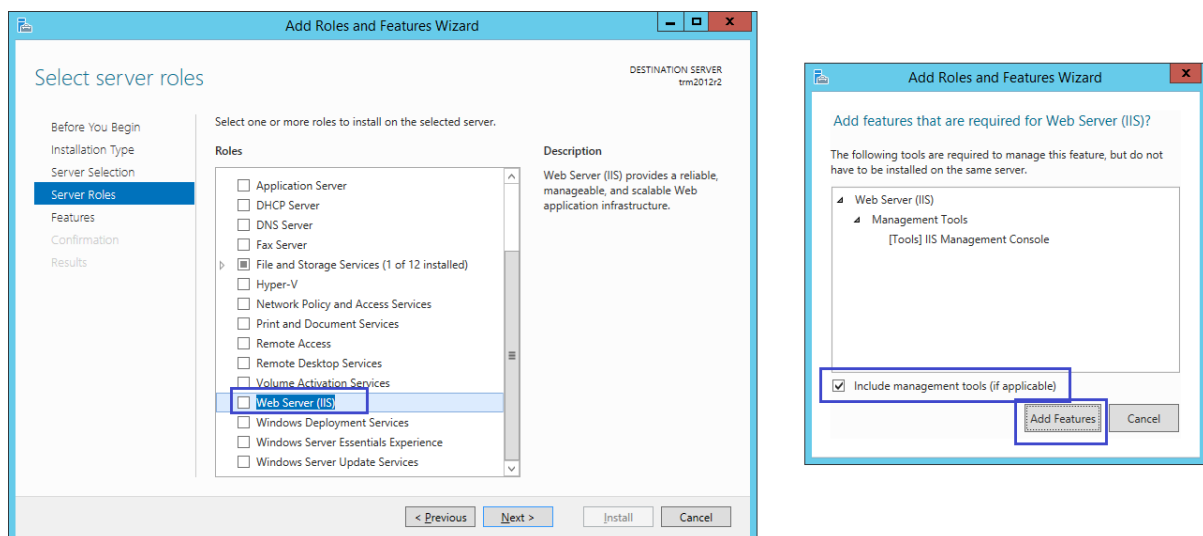 Add Roles and Features Wizard
Select server roles
DESTINATION SERVER
trm2012r2
Before You Begin
Installation Type
Server Selection
Server Roles
Features
Confirmation
Results
Select one or more roles to install on the selected server.
Roles
Application Server
DHCP Server
DNS Server
Fax Server
File and Storage Services (1 of 12 installed)
Hyper-V
Network Policy and Access Services
Print and Document Services
Remote Access
Remote Desktop Services
Volume Activation Services
Web Server (IIS)
Windows Deployment Services
Windows Server Essentials Experience
Windows Server Update Services
Description
Web Server (IIS) provides a reliable,
manageable, and scalable Web
application infrastructure.
< Previous
Next >
Install
Cancel
Add Roles and Features Wizard
Add features that are required for Web Server (IIS)?
The following tools are required to manage this feature, but do not
have to be installed on the same server.
Web Server (IIS)
Management Tools
[Tools] IIS Management Console
Include management tools (if applicable)
Add Features
Cancel